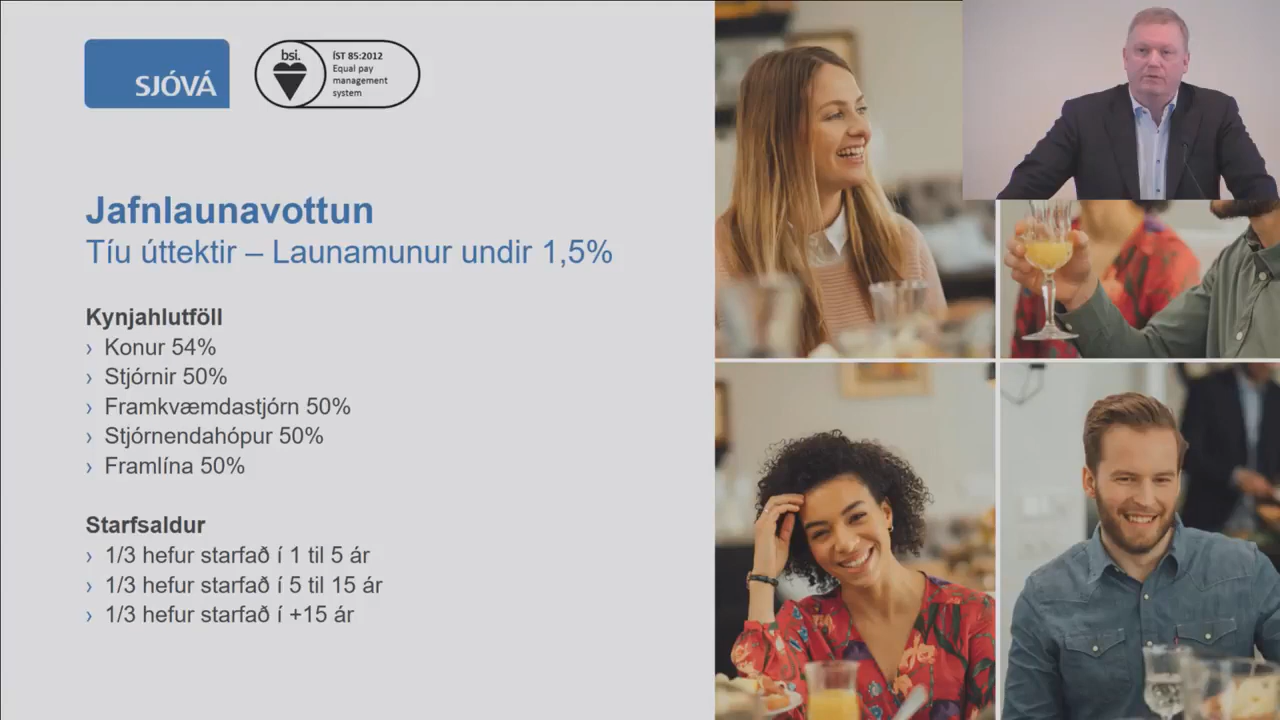 SJÓVÁ
bsi.
ÍST 85:2012
Equal pay
management
system
Jafnlaunavottun
Tíu úttektir – Launamunur undir 1,5%
Kynjahlutföll
› Konur 54%
› Stjórnir 50%
› Framkvæmdastjórn 50%
› Stjórnendahópur 50%
› Framlína 50%
Starfsaldur
› 1/3 hefur starfað í 1 til 5 ár
› 1/3 hefur starfað í 5 til 15 ár
› 1/3 hefur starfað í +15 ár